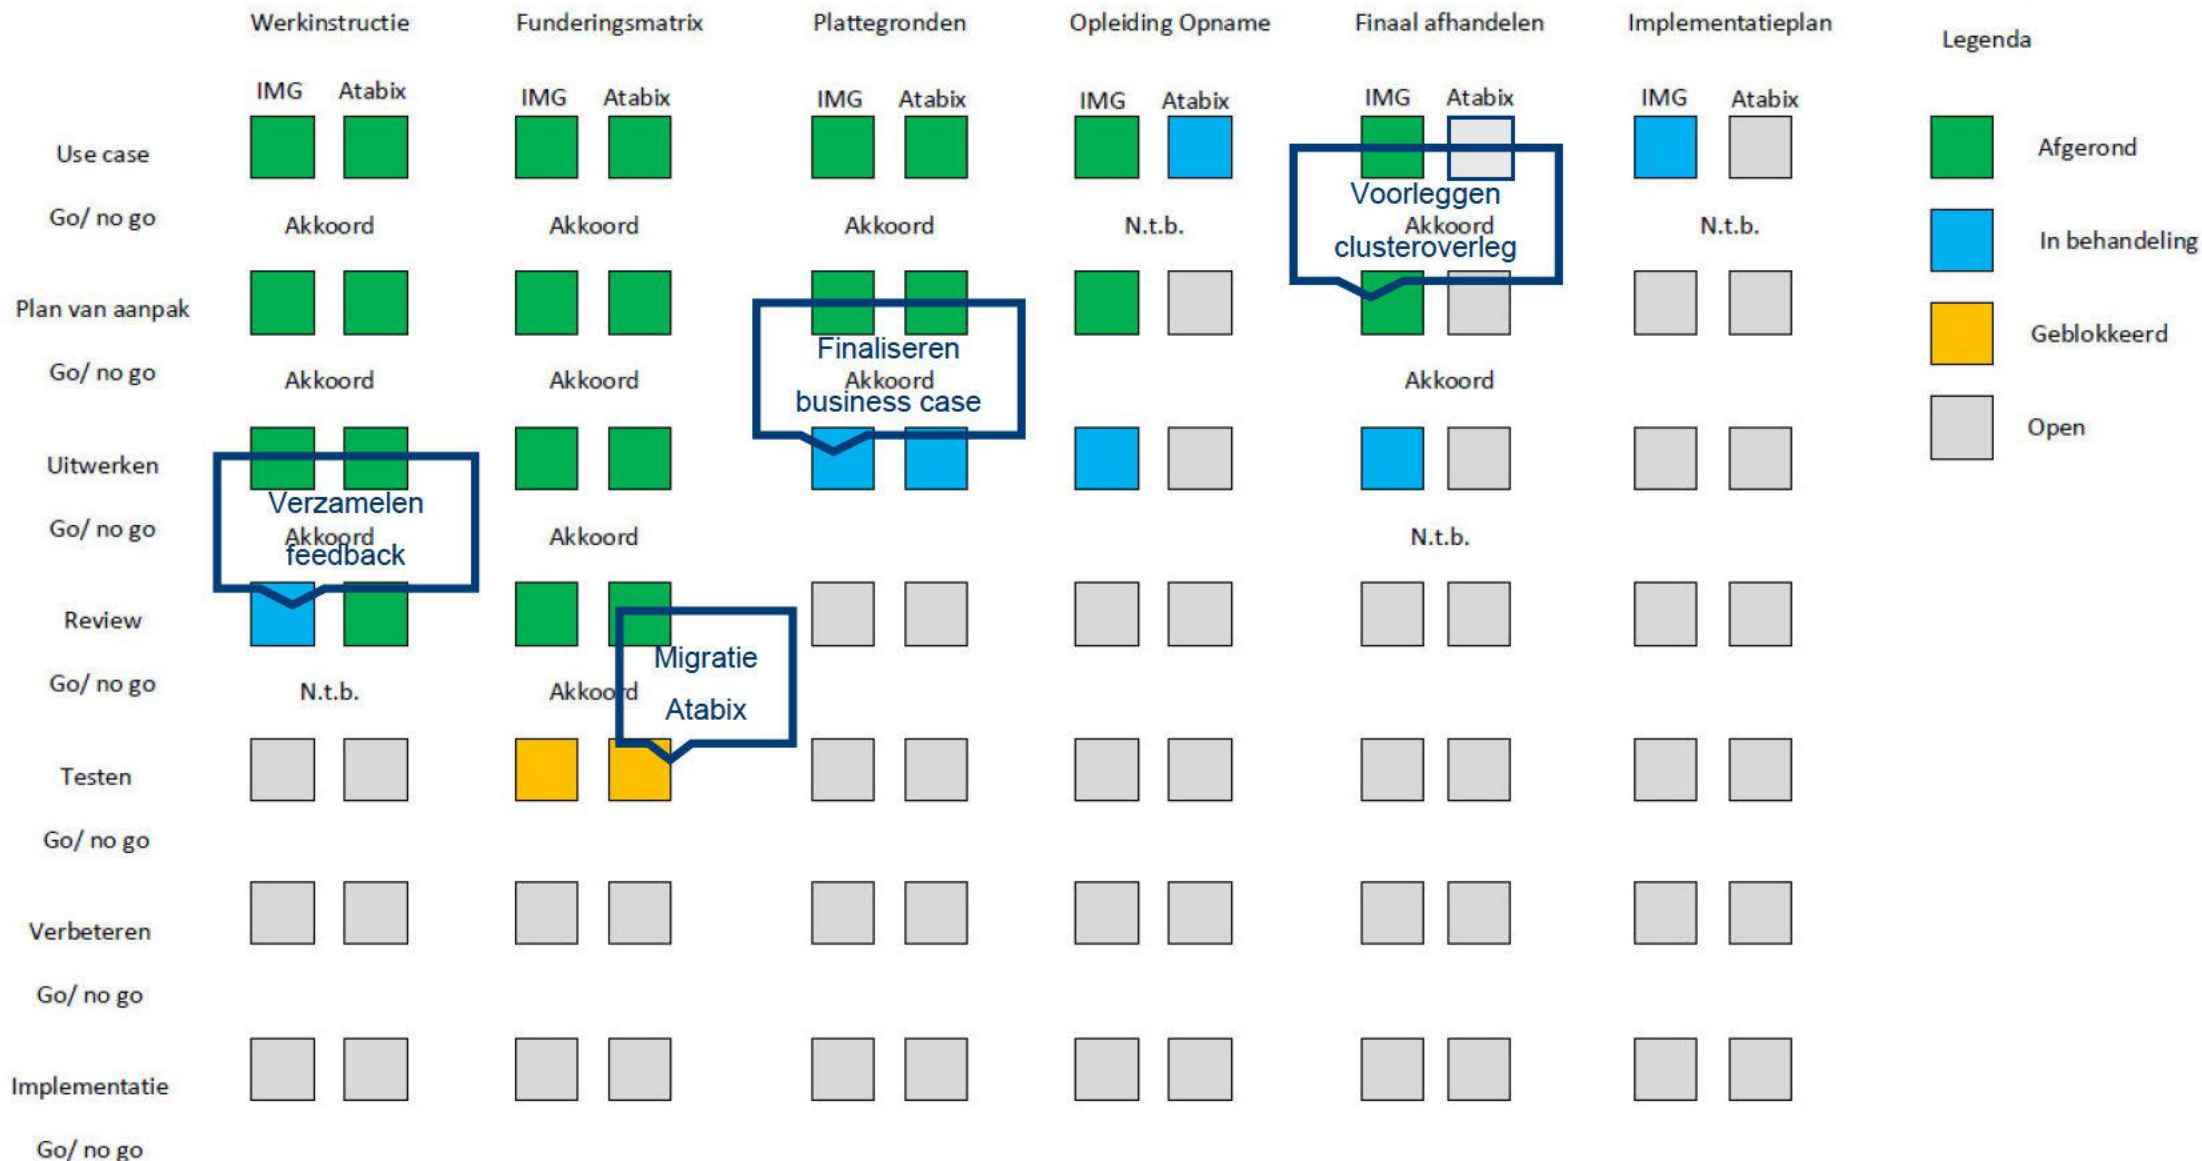 Werkinstructie Funderingsmatrix Plattegronden Opleiding Opname Finaal afhandelen Implementatieplan Legenda
IMG Atabix IMG Atabix IMG Atabix IMG Atabix IMG Atabix IMG Atabix
Use case Afgerond
Voorleggen
Go/ no go Akkoord Akkoord Akkoord N.t.b. Akkoord N.t.b.
clusteroverleg In behandeling
Plan van aanpak Geblokkeerd
Finaliseren
Go/ no go Akkoord Akkoord Akkoord Akkoord
business case
Open
Uitwerken
Verzamelen
Go/ no go Akkoord Akkoord N.t.b.
feedback
Review
Migratie
Go/ no go N.t.b. Akkoord
Atabix
Testen
Go/ no go
Verbeteren
Go/ no go
Implementatie
Go/ no go